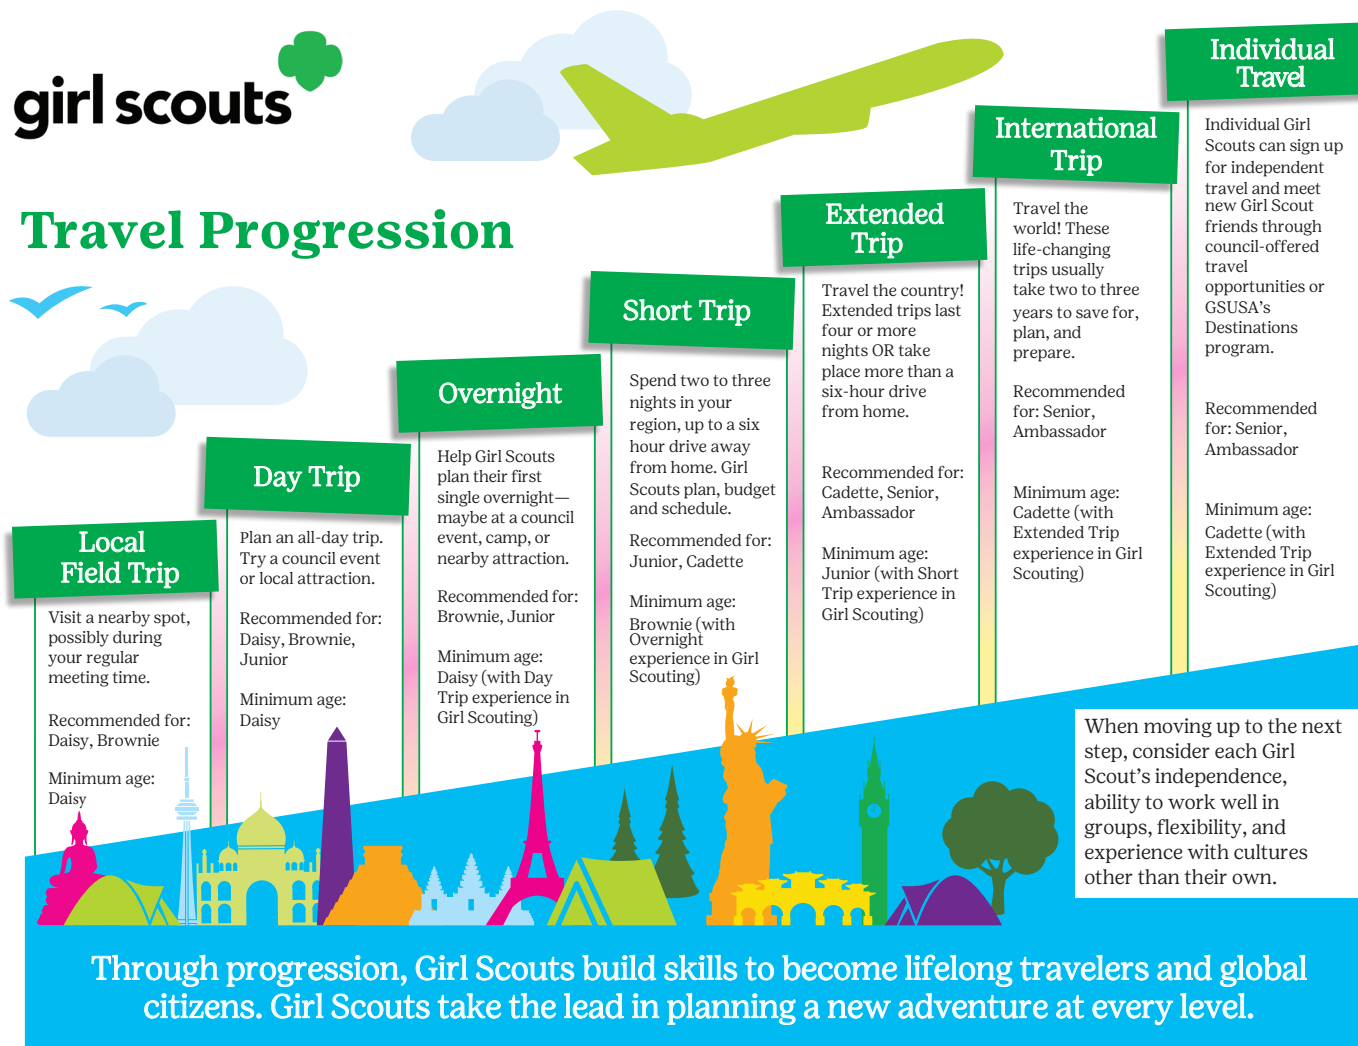 girl scouts
Travel Progression
Local
Field Trip
Visit a nearby spot,
possibly during
your regular
meeting time.
Recommended for:
Daisy, Brownie
Minimum age:
Daisy
Day Trip
Plan an all-day trip.
Try a council event
or local attraction.
Recommended for:
Daisy, Brownie,
Junior
Minimum age:
Daisy
Overnight
Help Girl Scouts
plan their first
single overnight—
maybe at a council
event, camp, or
nearby attraction.
Recommended for:
Brownie, Junior
Minimum age:
Daisy (with Day
Trip experience in
Girl Scouting)
Short Trip
Spend two to three
nights in your
region, up to a six
hour drive away
from home. Girl
Scouts plan, budget
and schedule.
Recommended for:
Junior, Cadette
Minimum age:
Brownie (with
Overnight
experience in Girl
Scouting)
Extended
Trip
Travel the country!
Extended trips last
four or more
nights OR take
place more than a
six-hour drive
from home.
Recommended for:
Cadette, Senior,
Ambassador
Minimum age:
Junior (with Short
Trip experience in
Girl Scouting)
International
Trip
Travel the
world! These
life-changing
trips usually
take two to three
years to save for,
plan, and
prepare.
Recommended
for: Senior,
Ambassador
Minimum age:
Cadette (with
Extended Trip
experience in Girl
Scouting)
Individual
Travel
Individual Girl
Scouts can sign up
for independent
travel and meet
new Girl Scout
friends through
council-offered
travel
opportunities or
GSUSA's
Destinations
program.
Recommended
for: Senior,
Ambassador
Minimum age:
Cadette (with
Extended Trip
experience in Girl
Scouting)
When moving up to the next
step, consider each Girl
Scout's independence,
ability to work well in
groups, flexibility, and
experience with cultures
other than their own.
Through progression, Girl Scouts build skills to become lifelong travelers and global
citizens. Girl Scouts take the lead in planning a new adventure at every level.